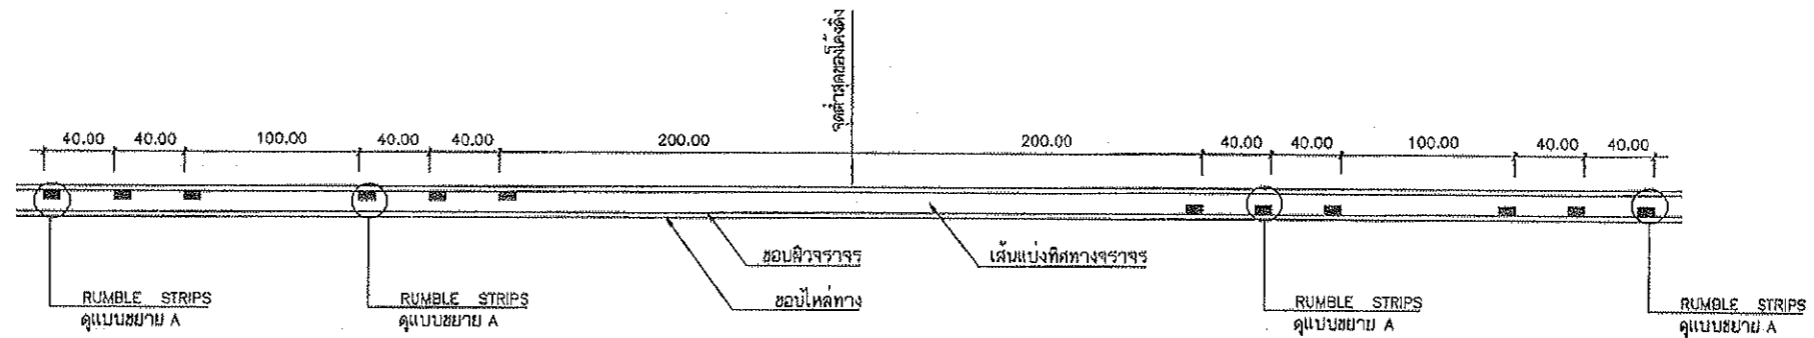 จุดต่ำสุดของโค้งดิ่ง
40.00 40.00 100.00 40.00 40.00 200.00 200.00 40.00 40.00 100.00 40.00 40.00
ขอบผิวจราจร
เส้นแบ่งทิศทางจราจร
ขอบไหล่ทาง
RUMBLE STRIPS
ดูแบบขยาย A
RUMBLE STRIPS
ดูแบบขยาย A
RUMBLE STRIPS
ดูแบบขยาย A
RUMBLE STRIPS
ดูแบบขยาย A